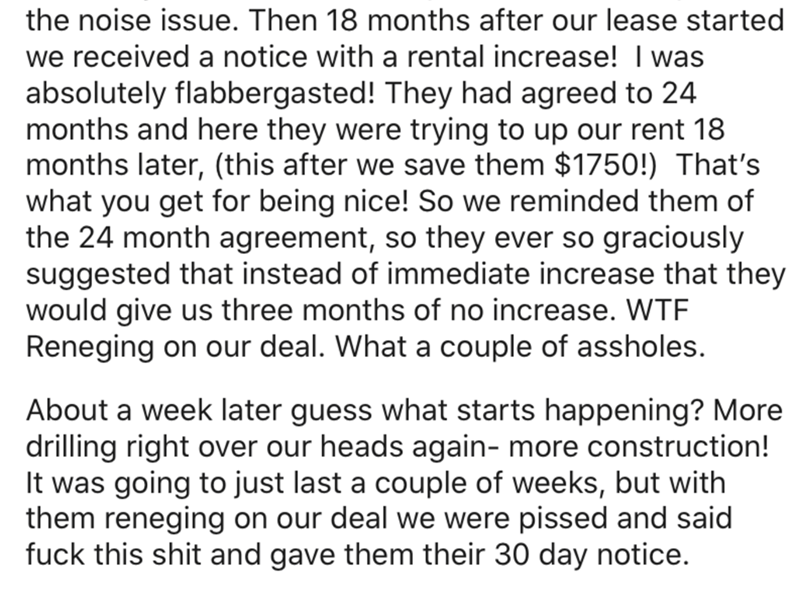 the noise issue. Then 18 months after our lease started
we received a notice with a rental increase!  I was
absolutely flabbergasted! They had agreed to 24
months and here they were trying to up our rent 18
months later, (this after we save them $1750!)  That's
what you get for being nice! So we reminded them of
the 24 month agreement, so they ever so graciously
suggested that instead of immediate increase that they
would give us three months of no increase. WTF
Reneging on our deal. What a couple of assholes.
About a week later guess what starts happening? More
drilling right over our heads again- more construction!
It was going to just last a couple of weeks, but with
them reneging on our deal we were pissed and said
fuck this shit and gave them their 30 day notice.